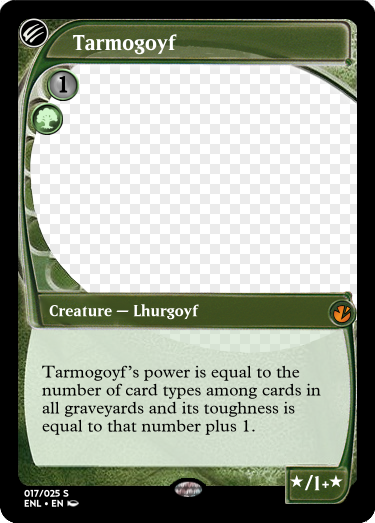 Tarmogoyf
1
Creature — Lhurgoyf
Tarmogoyf's power is equal to the
number of card types among cards in
all graveyards and its toughness is
equal to that number plus 1.
★/1+★
017/025 S
ENL • EN